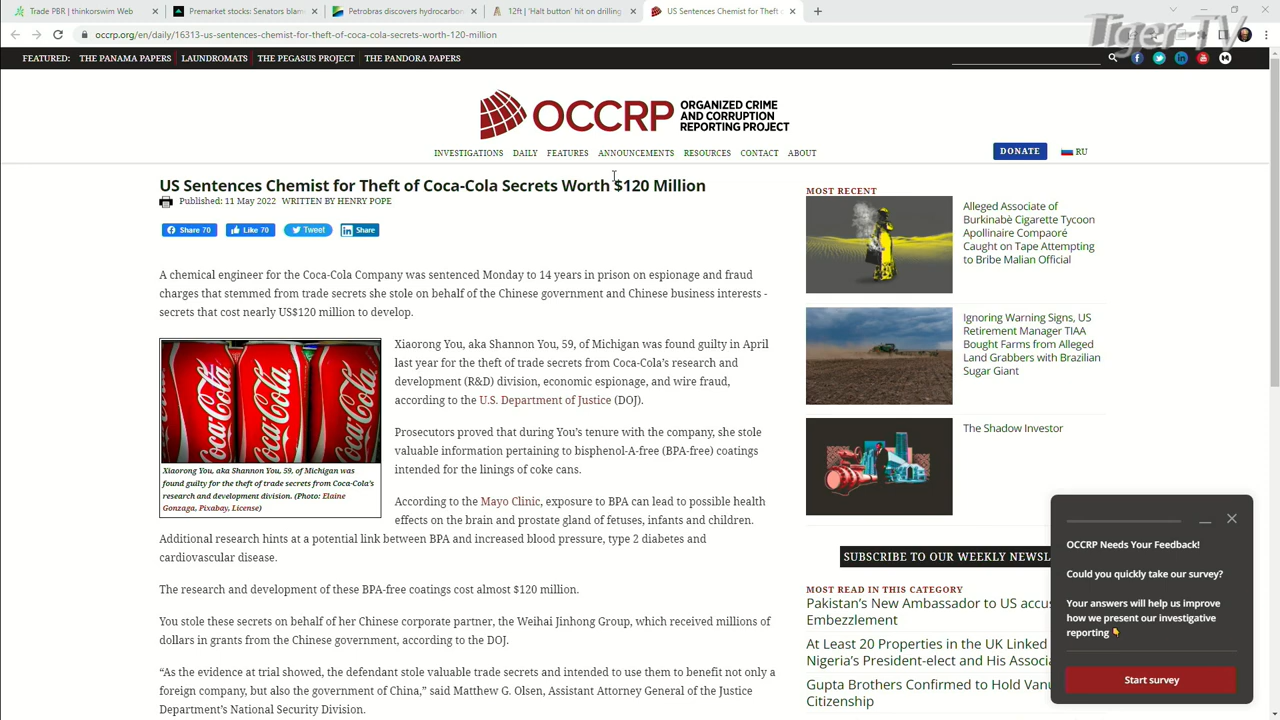 Trade PBR | thinkorswim Web
Premarket stocks: Senators blam
Petrobras discovers hydrocarbon
12ft | 'Halt button' hit on drilling
US Sentences Chemist for Theft o
Tiger-TV
occrp.org/en/daily/16313-us-sentences-chemist-for-theft-of-coca-cola-secrets-worth-120-million
FEATURED: THE PANAMA PAPERS LAUNDROMATS THE PEGASUS PROJECT THE PANDORA PAPERS
OCCRP
ORGANIZED CRIME
AND CORRUPTION
REPORTING PROJECT
INVESTIGATIONS DAILY FEATURES ANNOUNCEMENTS RESOURCES CONTACT ABOUT
DONATE
RU
US Sentences Chemist for Theft of Coca-Cola Secrets Worth $120 Million
Published: 11 May 2022 WRITTEN BY HENRY POPE
Share 70
Like 70
Tweet
Share
A chemical engineer for the Coca-Cola Company was sentenced Monday to 14 years in prison on espionage and fraud
charges that stemmed from trade secrets she stole on behalf of the Chinese government and Chinese business interests -
secrets that cost nearly US$120 million to develop.
Coca-Cola
Coca-Cola
Coca-Cola
Xiaorong You, aka Shannon You, 59, of Michigan was
found guilty for the theft of trade secrets from Coca-Cola's
research and development division. (Photo: Elaine
Gonzaga, Pixabay, License)
Xiaorong You, aka Shannon You, 59, of Michigan was found guilty in April
last year for the theft of trade secrets from Coca-Cola's research and
development (R&D) division, economic espionage, and wire fraud,
according to the U.S. Department of Justice (DOJ).
Prosecutors proved that during You's tenure with the company, she stole
valuable information pertaining to bisphenol-A-free (BPA-free) coatings
intended for the linings of coke cans.
According to the Mayo Clinic, exposure to BPA can lead to possible health
effects on the brain and prostate gland of fetuses, infants and children.
Additional research hints at a potential link between BPA and increased blood pressure, type 2 diabetes and
cardiovascular disease.
The research and development of these BPA-free coatings cost almost $120 million.
You stole these secrets on behalf of her Chinese corporate partner, the Weihai Jinhong Group, which received millions of
dollars in grants from the Chinese government, according to the DOJ.
“As the evidence at trial showed, the defendant stole valuable trade secrets and intended to use them to benefit not only a
foreign company, but also the government of China,” said Matthew G. Olsen, Assistant Attorney General of the Justice
Department's National Security Division.
MOST RECENT
Alleged Associate of
Burkinabè Cigarette Tycoon
Apollinaire Compaoré
Caught on Tape Attempting
to Bribe Malian Official
Ignoring Warning Signs, US
Retirement Manager TIAA
Bought Farms from Alleged
Land Grabbers with Brazilian
Sugar Giant
The Shadow Investor
SUBSCRIBE TO OUR WEEKLY NEWSL
MOST READ IN THIS CATEGORY
Pakistan's New Ambassador to US accus
Embezzlement
At Least 20 Properties in the UK Linked
Nigeria's President-elect and His Associa
Gupta Brothers Confirmed to Hold Vanu
Citizenship
OCCRP Needs Your Feedback!
Could you quickly take our survey?
Your answers will help us improve
how we present our investigative
reporting 👇
Start survey